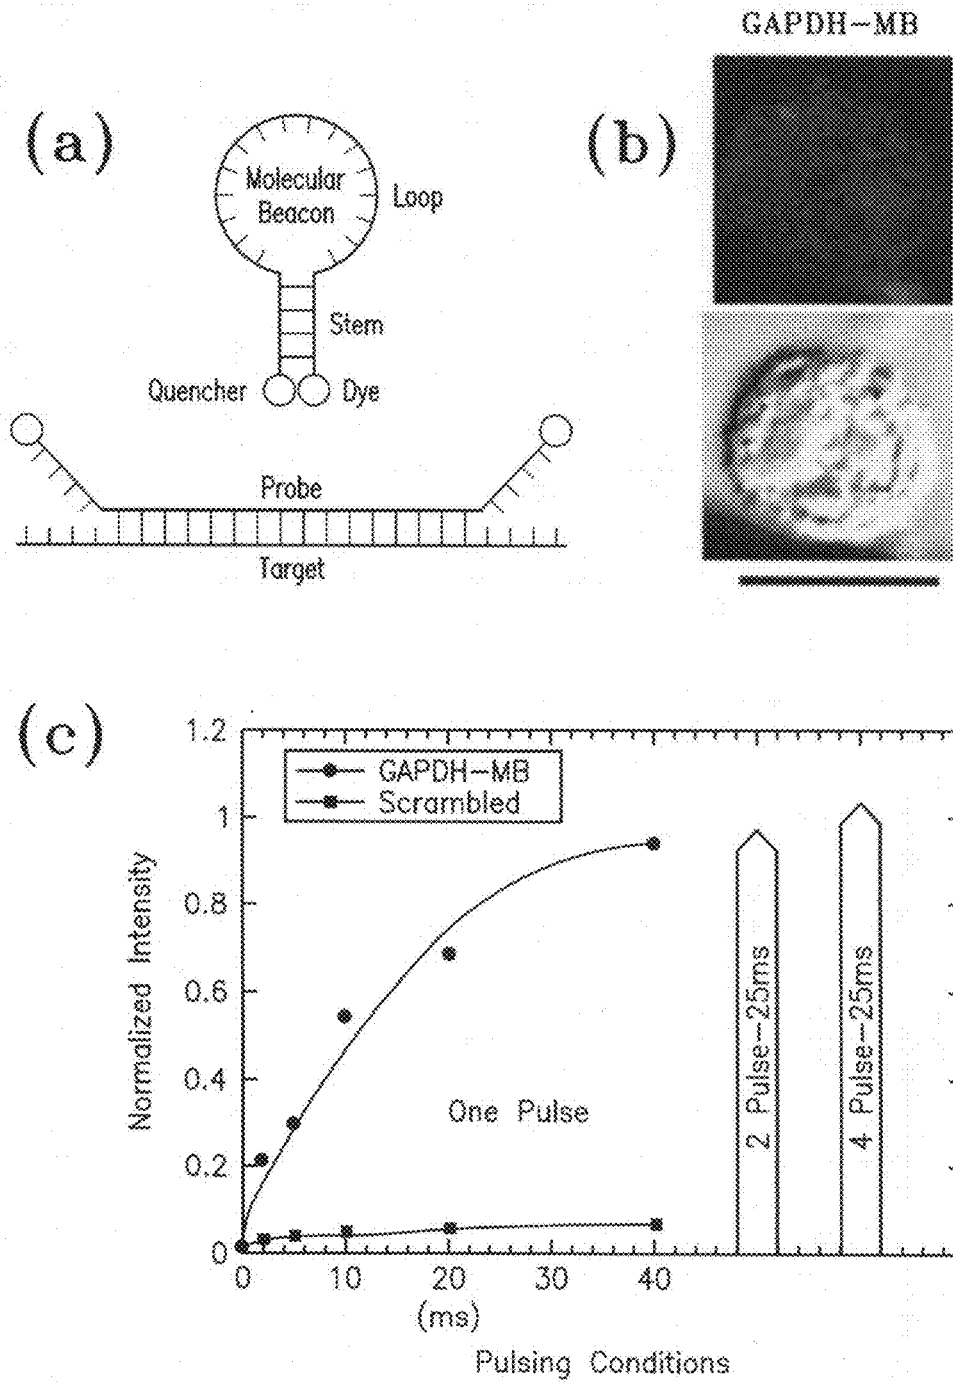 GAPDH−MB
(a)
(b)
Molecular
Beacon
Loop
Stem
Quencher
Dye
Probe
Target
(c)
1.2
1
0.8
0.6
0.4
0.2
0
Normalized Intensity
GAPDH−MB
Scrambled
One Pulse
2 Pulse−25ms
4 Pulse−25ms
0 10 20 30 40
(ms)
Pulsing Conditions